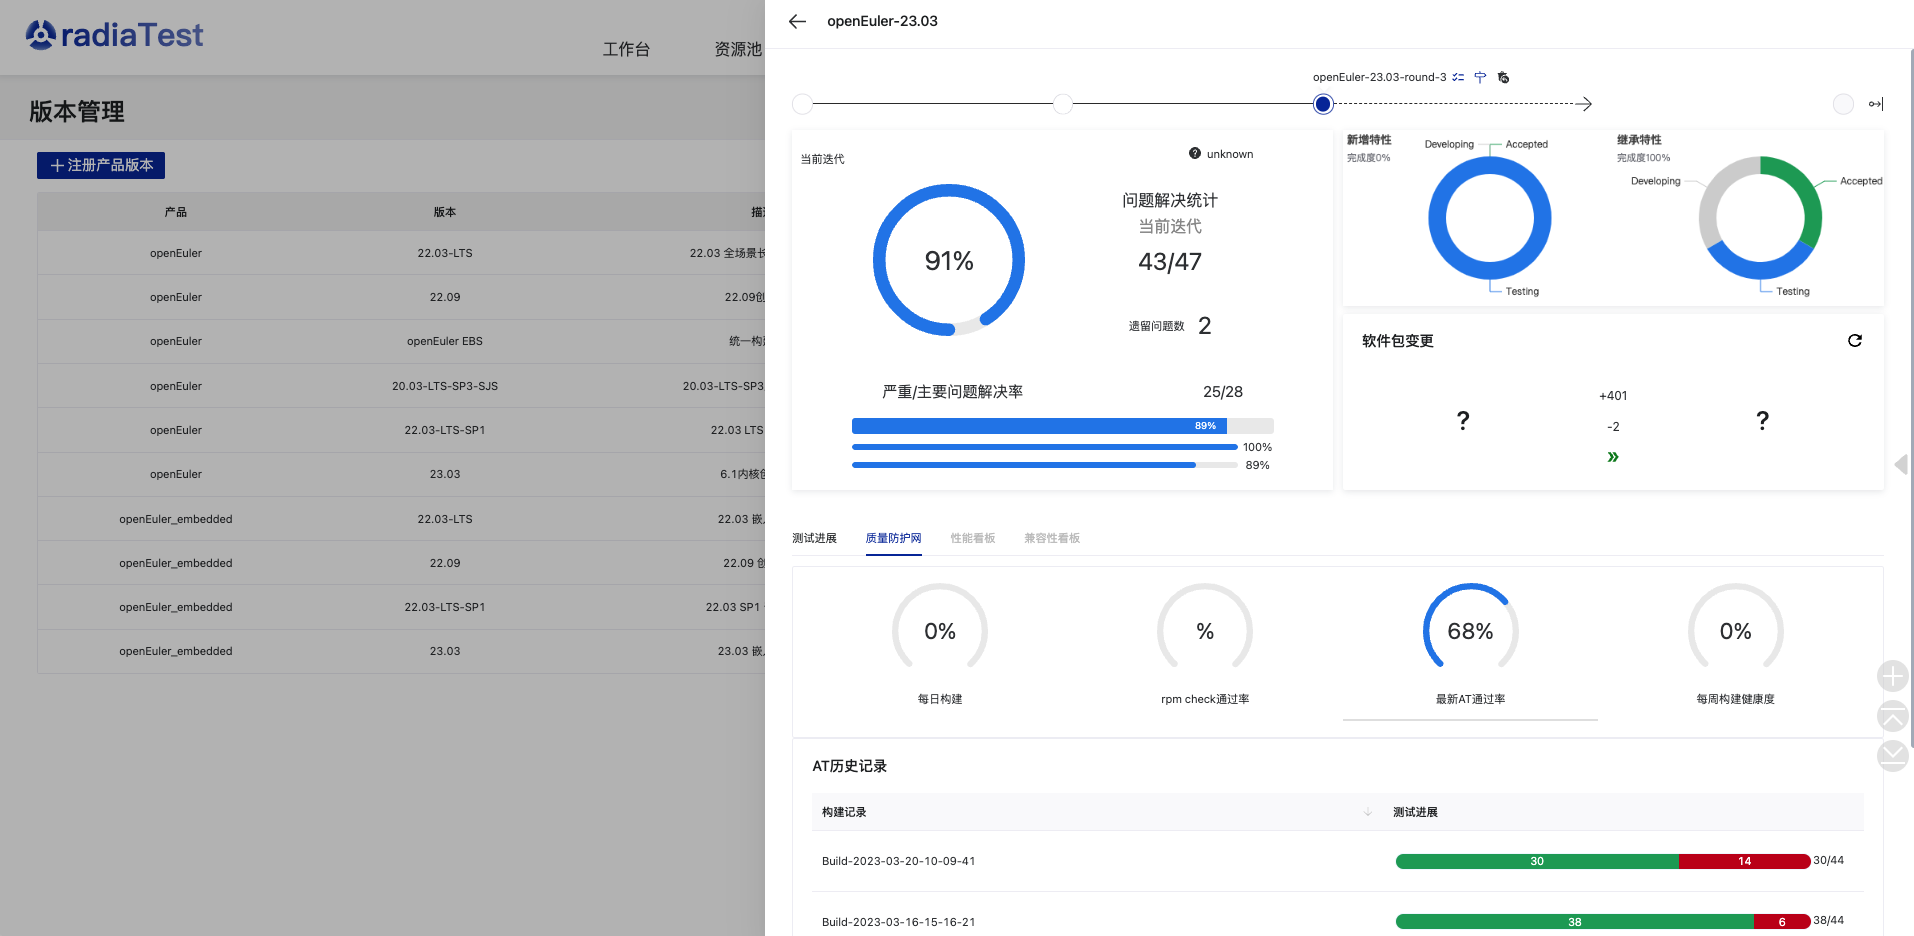 radiaTest
工作台
资源池
版本管理
＋注册产品版本
产品 版本
openEuler 22.03-LTS 22.03 全场景长
openEuler 22.09 22.09创
openEuler openEuler EBS 统一构建
openEuler 20.03-LTS-SP3-SJS 20.03-LTS-SP3
openEuler 22.03-LTS-SP1 22.03 LTS
openEuler 23.03 6.1内核创
openEuler_embedded 22.03-LTS 22.03 嵌
openEuler_embedded 22.09 22.09 创
openEuler_embedded 22.03-LTS-SP1 22.03 SP1
openEuler_embedded 23.03 23.03 嵌
openEuler-23.03
openEuler-23.03-round-3
当前迭代
unknown
91%
问题解决统计
当前迭代
43/47
遗留问题数 2
严重/主要问题解决率 25/28
89%
100%
89%
新增特性
完成度0%
Developing
Accepted
Testing
继承特性
完成度100%
Developing
Accepted
Testing
软件包变更
?
+401
-2
»
?
测试进展 质量防护网 性能看板 兼容性看板
0%
每日构建
%
rpm check通过率
68%
最新AT通过率
0%
每周构建健康度
AT历史记录
构建记录 测试进展
Build-2023-03-20-10-09-41 30 14 30/44
Build-2023-03-16-15-16-21 38 6 38/44